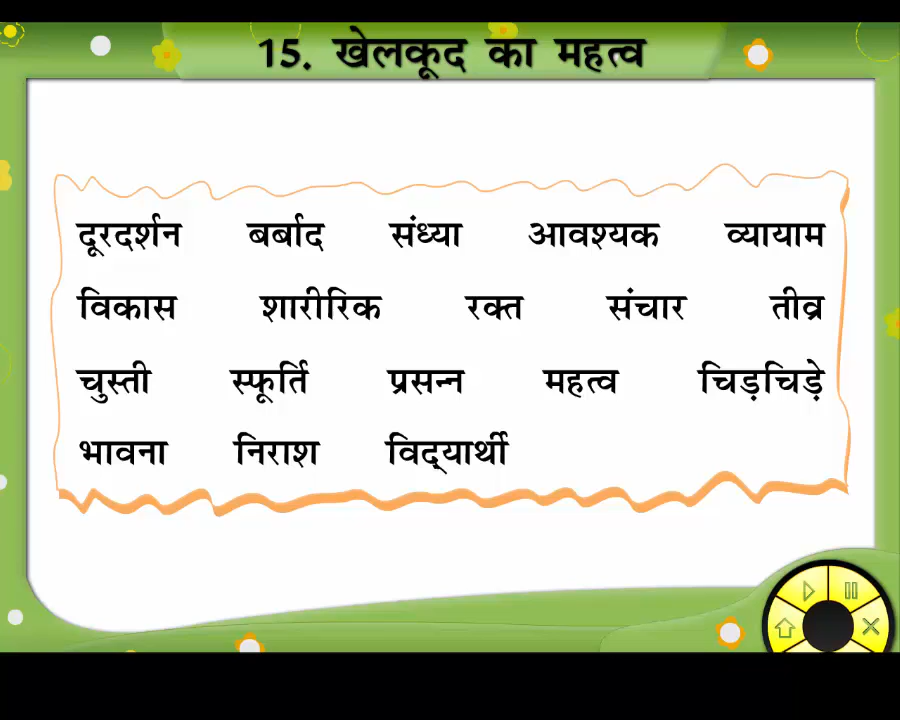 15. खेलकूद का महत्व
दूरदर्शन बर्बाद संध्या आवश्यक व्यायाम
विकास शारीरिक रक्त संचार तीव्र
चुस्ती स्फूर्ति प्रसन्न महत्व चिड़चिड़े
भावना निराश विद्‌यार्थी